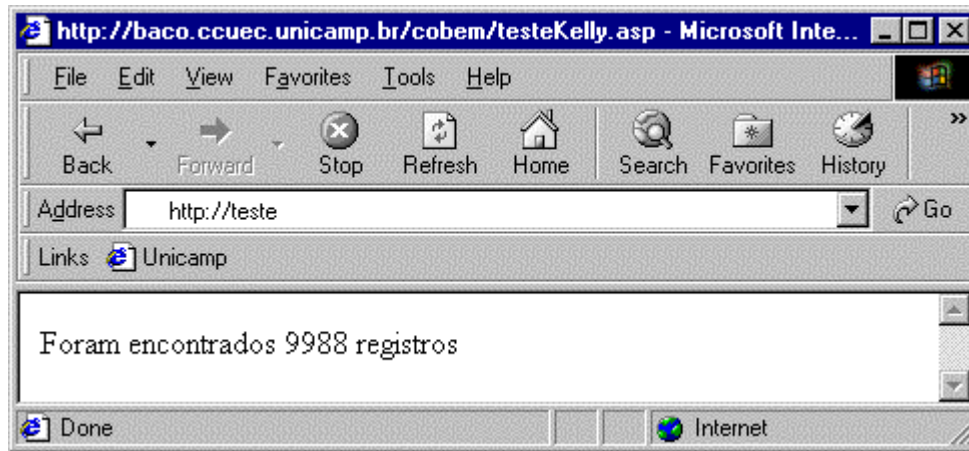 http://baco.ccuec.unicamp.br/cobem/testeKelly.asp - Microsoft Inte...
File Edit View Favorites Tools Help
Back Forward Stop Refresh Home Search Favorites History »
Address http://teste Go
Links Unicamp
Foram encontrados 9988 registros
Done Internet